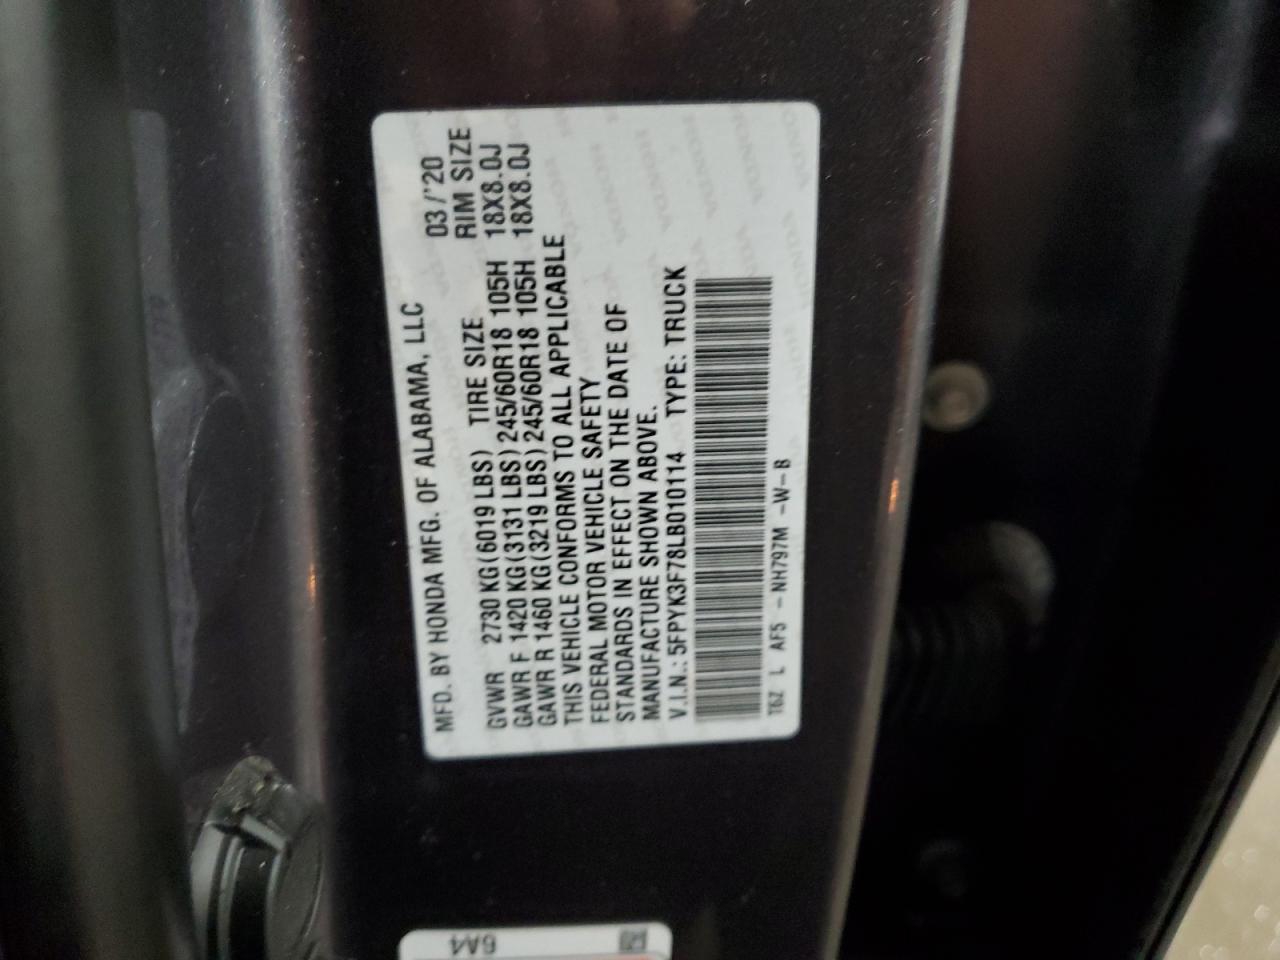 MFD. BY HONDA MFG. OF ALABAMA, LLC 03/'20
TIRE SIZE RIM SIZE
GVWR 2730 KG(6019 LBS)
GAWR F 1420 KG(3131 LBS) 245/60R18 105H 18X8.0J
GAWR R 1460 KG(3219 LBS) 245/60R18 105H 18X8.0J
THIS VEHICLE CONFORMS TO ALL APPLICABLE
FEDERAL MOTOR VEHICLE SAFETY
STANDARDS IN EFFECT ON THE DATE OF
MANUFACTURE SHOWN ABOVE.
V.I.N.: 5FPYK3F78LB010114 TYPE: TRUCK
T6Z L AF5 -NH797M -W-B
6A4